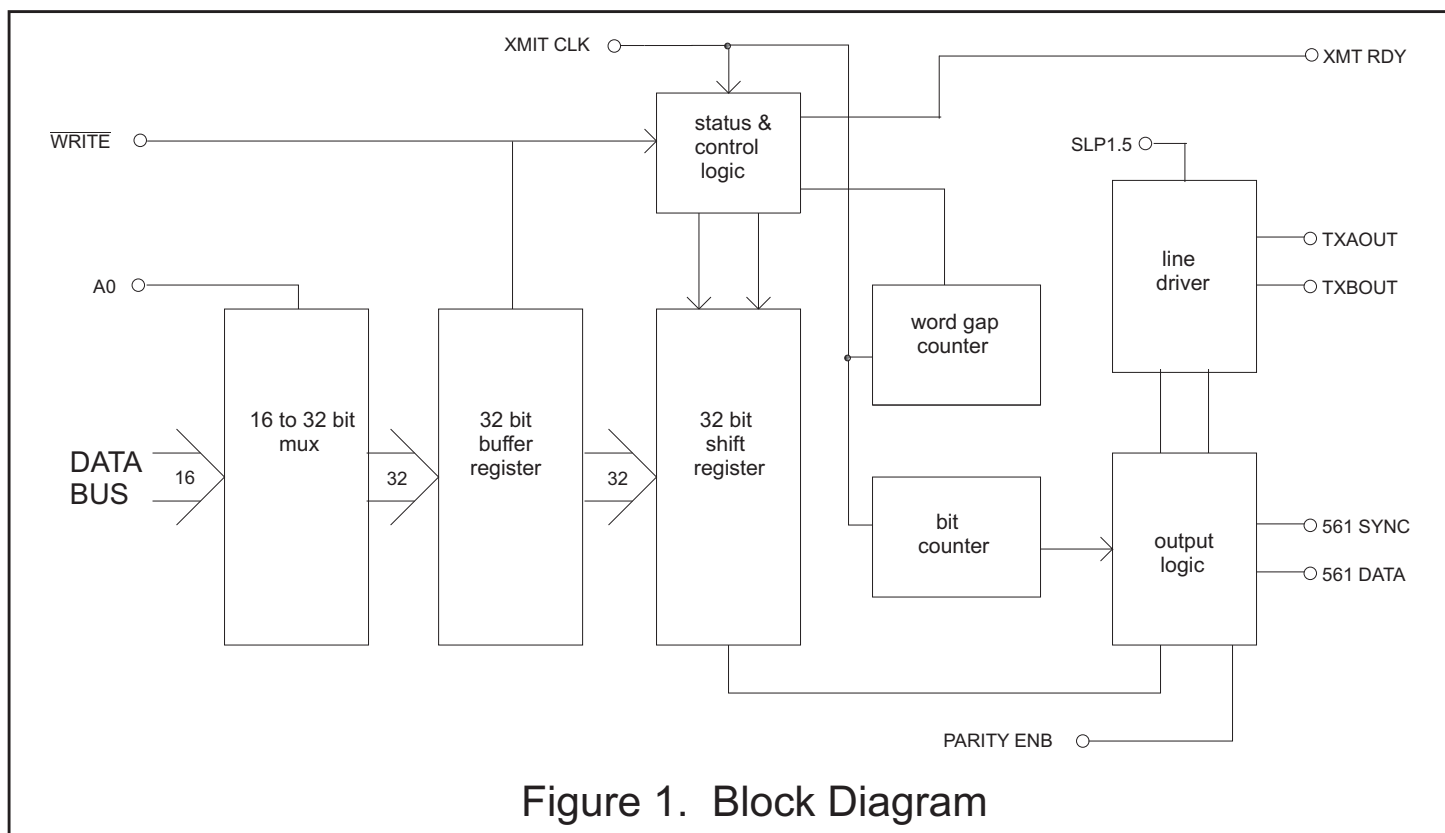 XMIT CLK
XMT RDY
W̅R̅I̅T̅E̅
status &
control
logic
SLP1.5
A0
line
driver
TXAOUT
TXBOUT
word gap
counter
16 to 32 bit
mux
32 bit
buffer
register
32 bit
shift
register
DATA
BUS
16
32
32
bit
counter
output
logic
561 SYNC
561 DATA
PARITY ENB
Figure 1. Block Diagram